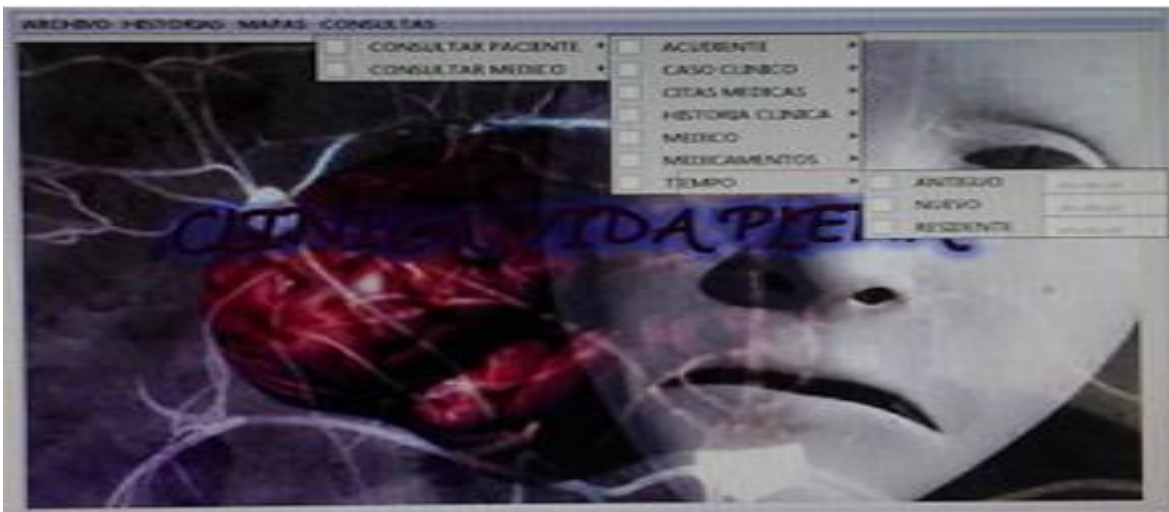 ARCHIVO HISTORIAS MAPAS CONSULTAS
CONSULTAR PACIENTE
CONSULTAR MEDICO
ACUDIENTE
CASO CLINICO
CITAS MEDICAS
HISTORIA CLINICA
MEDICO
MEDICAMENTOS
TIEMPO
ANTIGUO
NUEVO
RESIDENTE
CLINICA VIDA PLENA